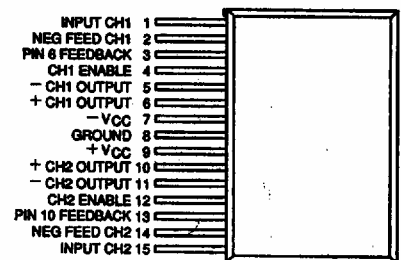 INPUT CH1 1
NEG FEED CH1 2
PIN 6 FEEDBACK 3
CH1 ENABLE 4
− CH1 OUTPUT 5
+ CH1 OUTPUT 6
− VCC 7
GROUND 8
+ VCC 9
+ CH2 OUTPUT 10
− CH2 OUTPUT 11
CH2 ENABLE 12
PIN 10 FEEDBACK 13
NEG FEED CH2 14
INPUT CH2 15